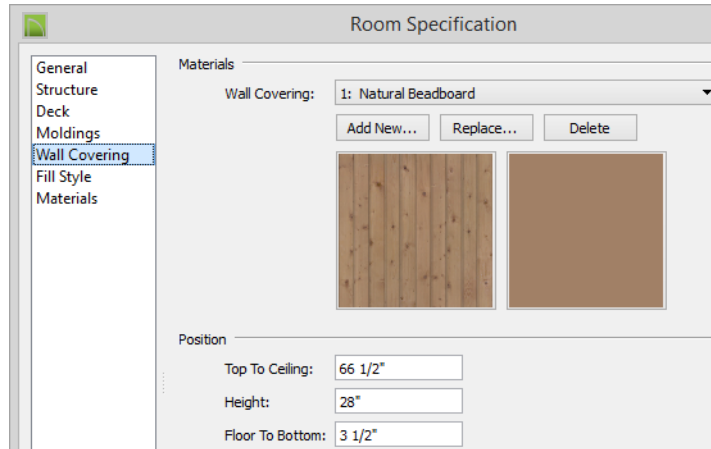 Room Specification
General
Structure
Deck
Moldings
Wall Covering
Fill Style
Materials
Materials
Wall Covering: 1: Natural Beadboard
Add New... Replace... Delete
Position
Top To Ceiling: 66 1/2"
Height: 28"
Floor To Bottom: 3 1/2"